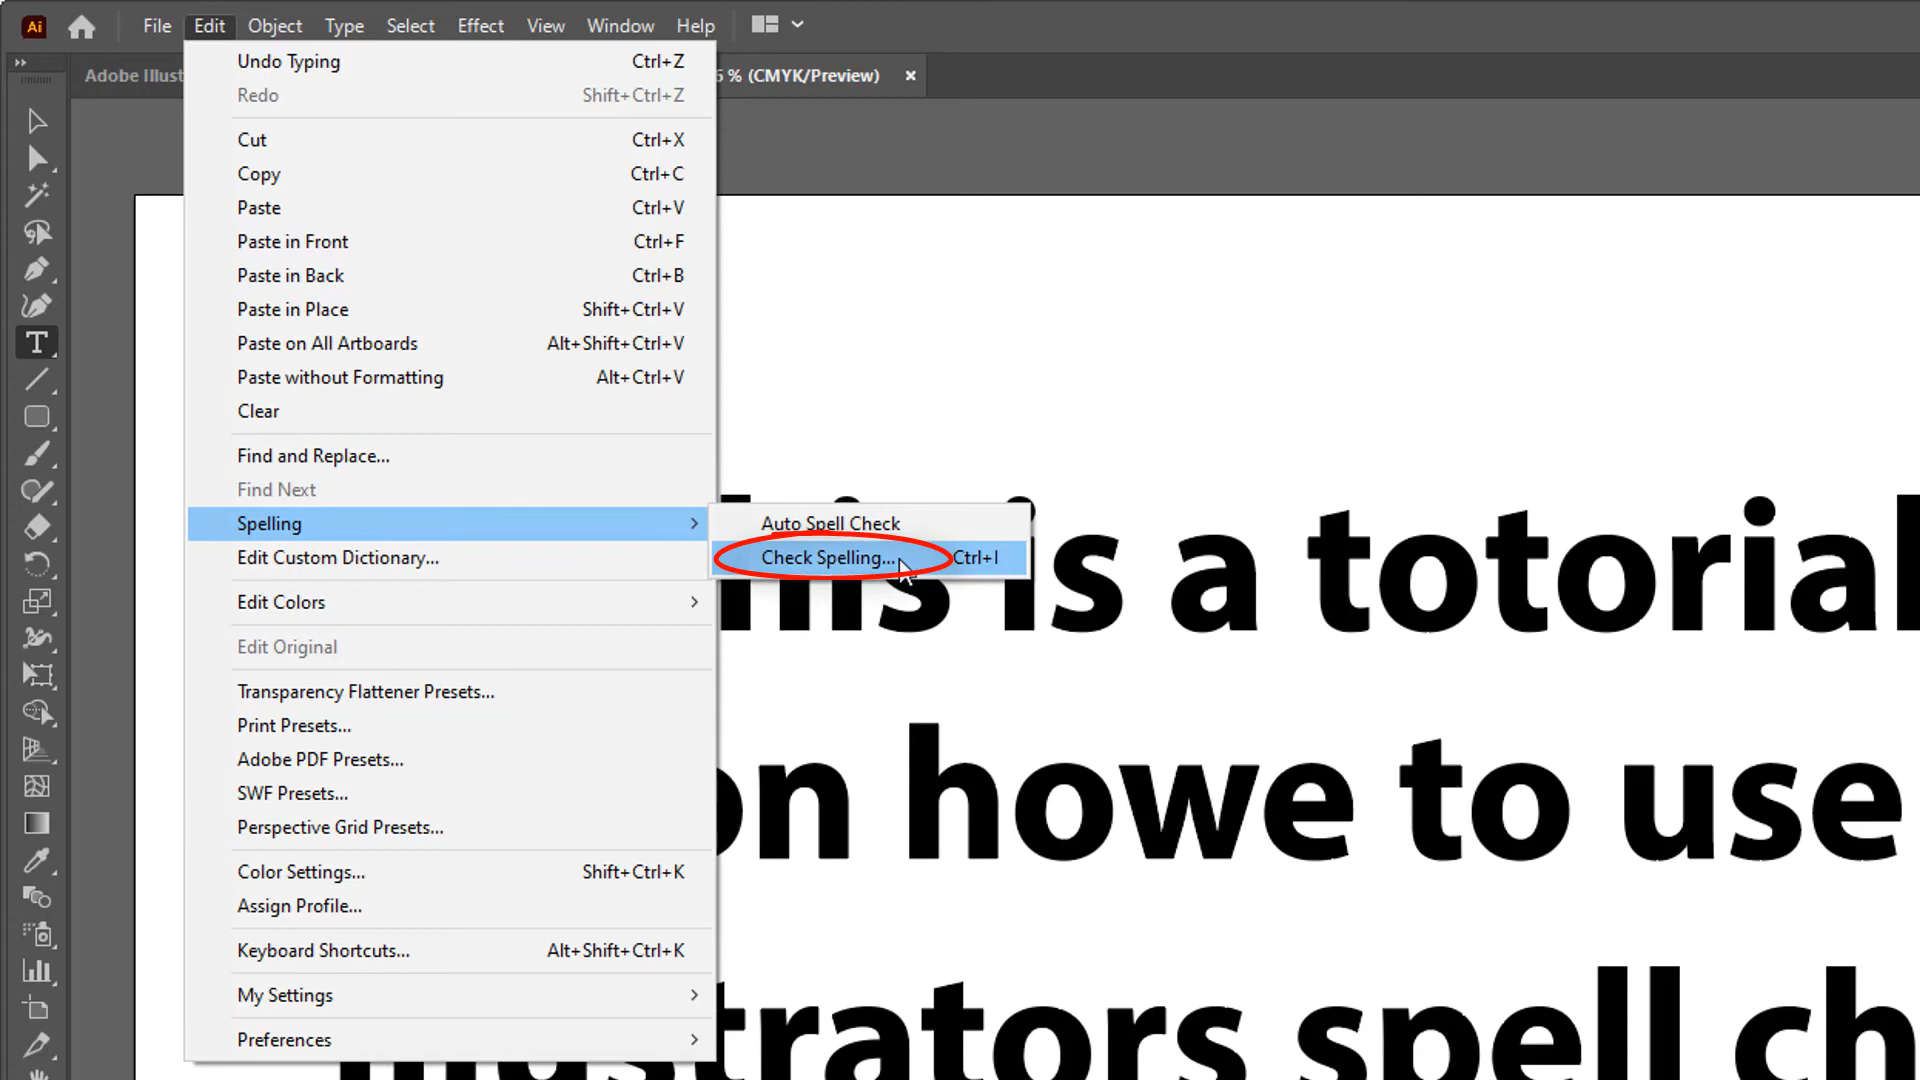 Ai File Edit Object Type Select Effect View Window Help
Adobe Illust % (CMYK/Preview) ×
Undo Typing Ctrl+Z
Redo Shift+Ctrl+Z
Cut Ctrl+X
Copy Ctrl+C
Paste Ctrl+V
Paste in Front Ctrl+F
Paste in Back Ctrl+B
Paste in Place Shift+Ctrl+V
Paste on All Artboards Alt+Shift+Ctrl+V
Paste without Formatting Alt+Ctrl+V
Clear
Find and Replace...
Find Next
Spelling
Auto Spell Check
Edit Custom Dictionary...
Check Spelling... Ctrl+I
Edit Colors
Edit Original
Transparency Flattener Presets...
Print Presets...
Adobe PDF Presets...
SWF Presets...
Perspective Grid Presets...
Color Settings... Shift+Ctrl+K
Assign Profile...
Keyboard Shortcuts... Alt+Shift+Ctrl+K
My Settings
Preferences
is a totorial
on howe to use
spell ch